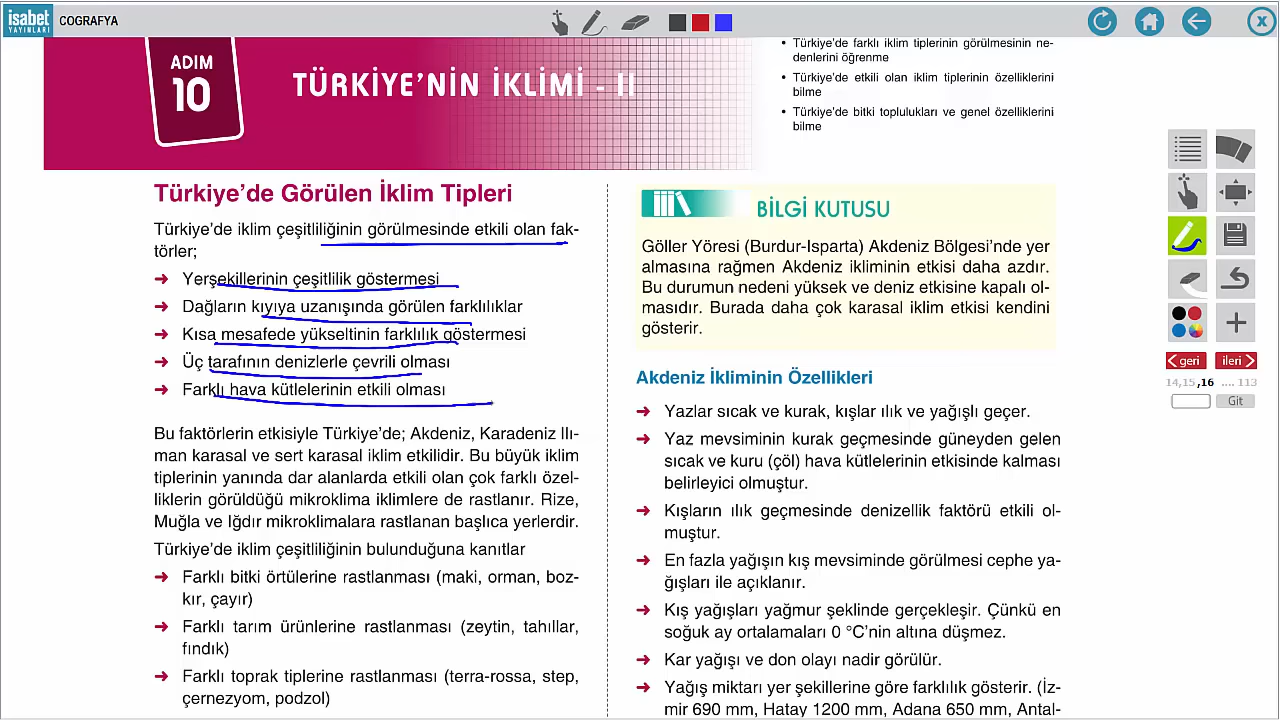 isabet
YAYINLARI
COGRAFYA
ADIM
10
TÜRKİYE'NİN İKLİMİ - II
• Türkiye'de farklı iklim tiplerinin görülmesinin ne-
denlerini öğrenme
• Türkiye'de etkili olan iklim tiplerinin özelliklerini
bilme
• Türkiye'de bitki toplulukları ve genel özelliklerini
bilme
Türkiye'de Görülen İklim Tipleri
Türkiye'de iklim çeşitliliğinin görülmesinde etkili olan fak-
törler;
➜ Yerşekillerinin çeşitlilik göstermesi
➜ Dağların kıyıya uzanışında görülen farklılıklar
➜ Kısa mesafede yükseltinin farklılık göstermesi
➜ Üç tarafının denizlerle çevrili olması
➜ Farklı hava kütlelerinin etkili olması
Bu faktörlerin etkisiyle Türkiye'de; Akdeniz, Karadeniz Ilı-
man karasal ve sert karasal iklim etkilidir. Bu büyük iklim
tiplerinin yanında dar alanlarda etkili olan çok farklı özel-
liklerin görüldüğü mikroklima iklimlere de rastlanır. Rize,
Muğla ve Iğdır mikroklimalara rastlanan başlıca yerlerdir.
Türkiye'de iklim çeşitliliğinin bulunduğuna kanıtlar
➜ Farklı bitki örtülerine rastlanması (maki, orman, boz-
kır, çayır)
➜ Farklı tarım ürünlerine rastlanması (zeytin, tahıllar,
fındık)
➜ Farklı toprak tiplerine rastlanması (terra-rossa, step,
çernezyom, podzol)
BİLGİ KUTUSU
Göller Yöresi (Burdur-Isparta) Akdeniz Bölgesi'nde yer
almasına rağmen Akdeniz ikliminin etkisi daha azdır.
Bu durumun nedeni yüksek ve deniz etkisine kapalı ol-
masıdır. Burada daha çok karasal iklim etkisi kendini
gösterir.
Akdeniz İkliminin Özellikleri
➜ Yazlar sıcak ve kurak, kışlar ılık ve yağışlı geçer.
➜ Yaz mevsiminin kurak geçmesinde güneyden gelen
sıcak ve kuru (çöl) hava kütlelerinin etkisinde kalması
belirleyici olmuştur.
➜ Kışların ılık geçmesinde denizellik faktörü etkili ol-
muştur.
➜ En fazla yağışın kış mevsiminde görülmesi cephe ya-
ğışları ile açıklanır.
➜ Kış yağışları yağmur şeklinde gerçekleşir. Çünkü en
soğuk ay ortalamaları 0 °C'nin altına düşmez.
➜ Kar yağışı ve don olayı nadir görülür.
➜ Yağış miktarı yer şekillerine göre farklılık gösterir. (İz-
mir 690 mm, Hatay 1200 mm, Adana 650 mm, Antal-
geri
ileri
14,15,16 .... 113
Git